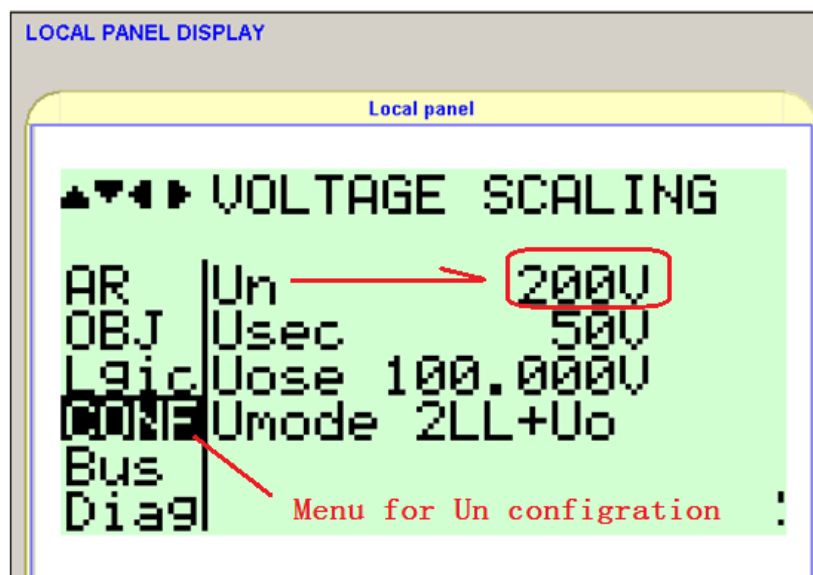 LOCAL PANEL DISPLAY
Local panel
VOLTAGE SCALING
AR Un 200V
OBJ Usec 50V
Lgic Uose 100.000V
CONF Umode 2LL+Uo
Bus
Diag Menu for Un configration :